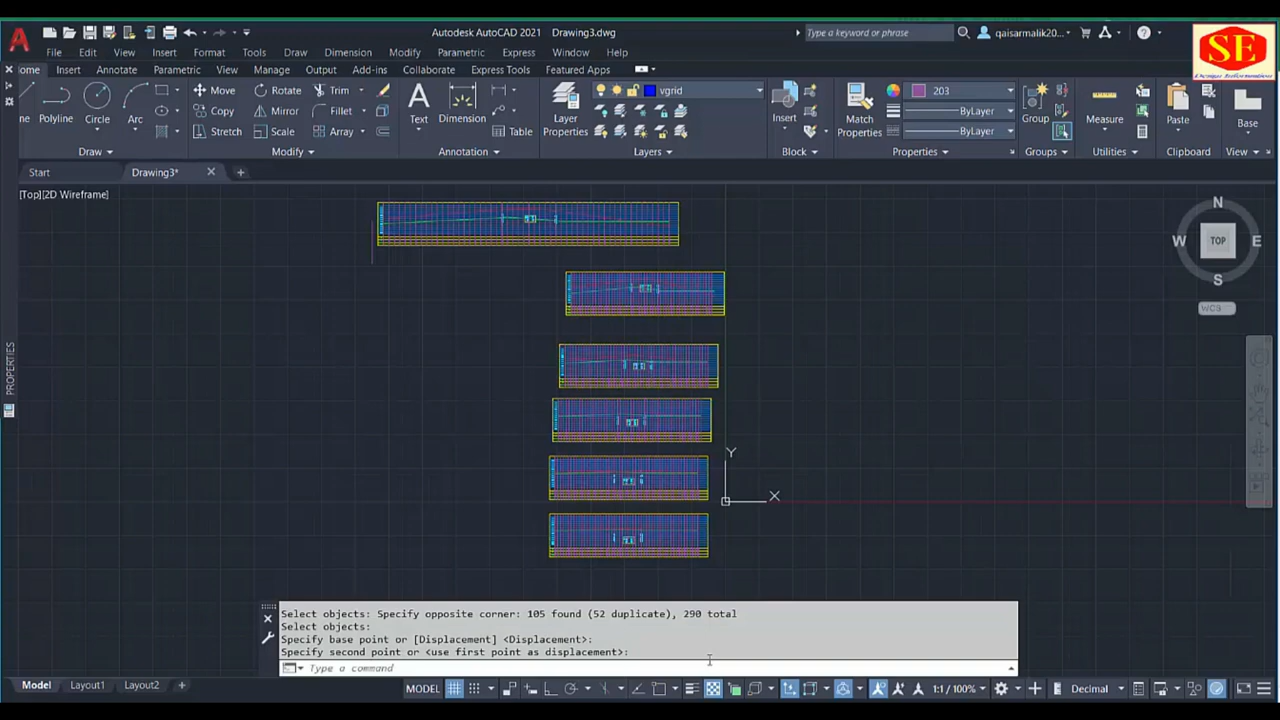 Autodesk AutoCAD 2021 Drawing3.dwg
Type a keyword or phrase
qaisarmalik20...
SE
File Edit View Insert Format Tools Draw Dimension Modify Parametric Express Window Help
ome Insert Annotate Parametric View Manage Output Add-ins Collaborate Express Tools Featured Apps
Move Rotate Trim
Copy Mirror Fillet
Stretch Scale Array
ne Polyline Circle Arc
Text Dimension Table
Layer Properties
vgrid
Insert
Match Properties
203
ByLayer
ByLayer
Group
Measure
Paste
Base
Draw Modify Annotation Layers Block Properties Groups Utilities Clipboard View
Start Drawing3*
[Top][2D Wireframe]
N
W TOP E
S
WCS
PROPERTIES
Y
X
Select objects: Specify opposite corner: 105 found (52 duplicate), 290 total
Select objects:
Specify base point or [Displacement] <Displacement>:
Specify second point or <use first point as displacement>:
Type a command
Model Layout1 Layout2
MODEL 1:1 / 100% Decimal